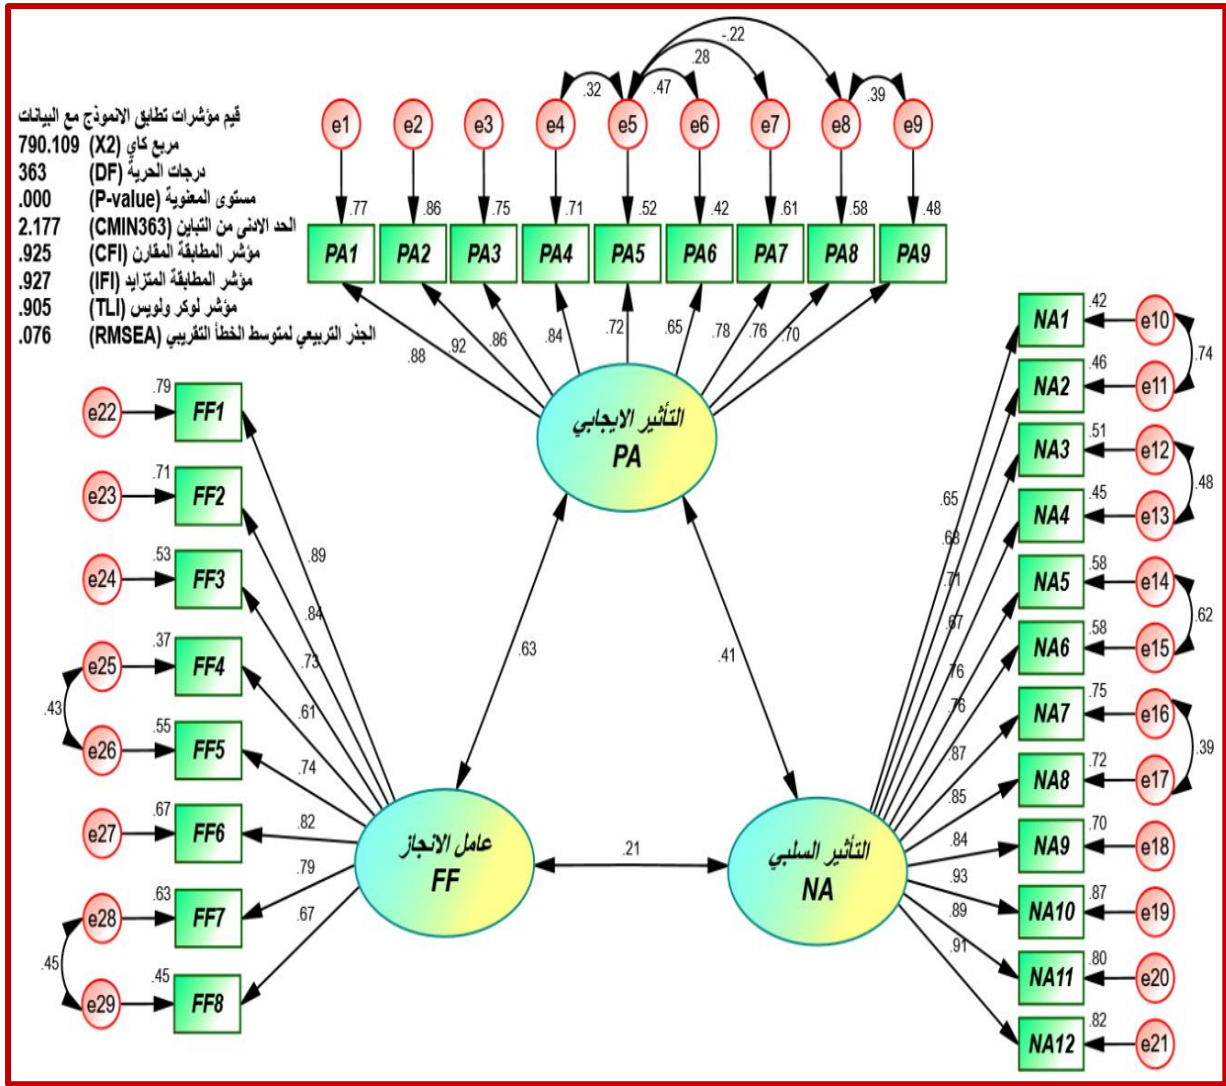 قيم مؤشرات تطابق الانموذج مع البيانات
مربع كاي (X2) 790.109
درجات الحرية (DF) 363
مستوى المعنوية (P-value) .000
الحد الادنى من التباين (CMIN363) 2.177
مؤشر المطابقة المقارن (CFI) .925
مؤشر المطابقة المتزايد (IFI) .927
مؤشر لوكر ولويس (TLI) .905
الجذر التربيعي لمتوسط الخطأ التقريبي (RMSEA) .076
-.22
.28
.32 .47 .39
e1 e2 e3 e4 e5 e6 e7 e8 e9
.77 .86 .75 .71 .52 .42 .61 .58 .48
PA1 PA2 PA3 PA4 PA5 PA6 PA7 PA8 PA9
.88 .92 .86 .84 .72 .65 .78 .76 .70
التأثير الايجابي
PA
e22 .79 FF1 .89
e23 .71 FF2 .84
e24 .53 FF3 .73
e25 .37 FF4 .61
.43
e26 .55 FF5 .74
e27 .67 FF6 .82
e28 .63 FF7 .79
.45
e29 .45 FF8 .67
عامل الانجاز
FF
.63
.41
.21
التأثير السلبي
NA
.65 NA1 .42 e10
.74
.68 NA2 .46 e11
.71 NA3 .51 e12
.48
.67 NA4 .45 e13
.76 NA5 .58 e14
.62
.76 NA6 .58 e15
.87 NA7 .75 e16
.39
.85 NA8 .72 e17
.84 NA9 .70 e18
.93 NA10 .87 e19
.89 NA11 .80 e20
.91 NA12 .82 e21